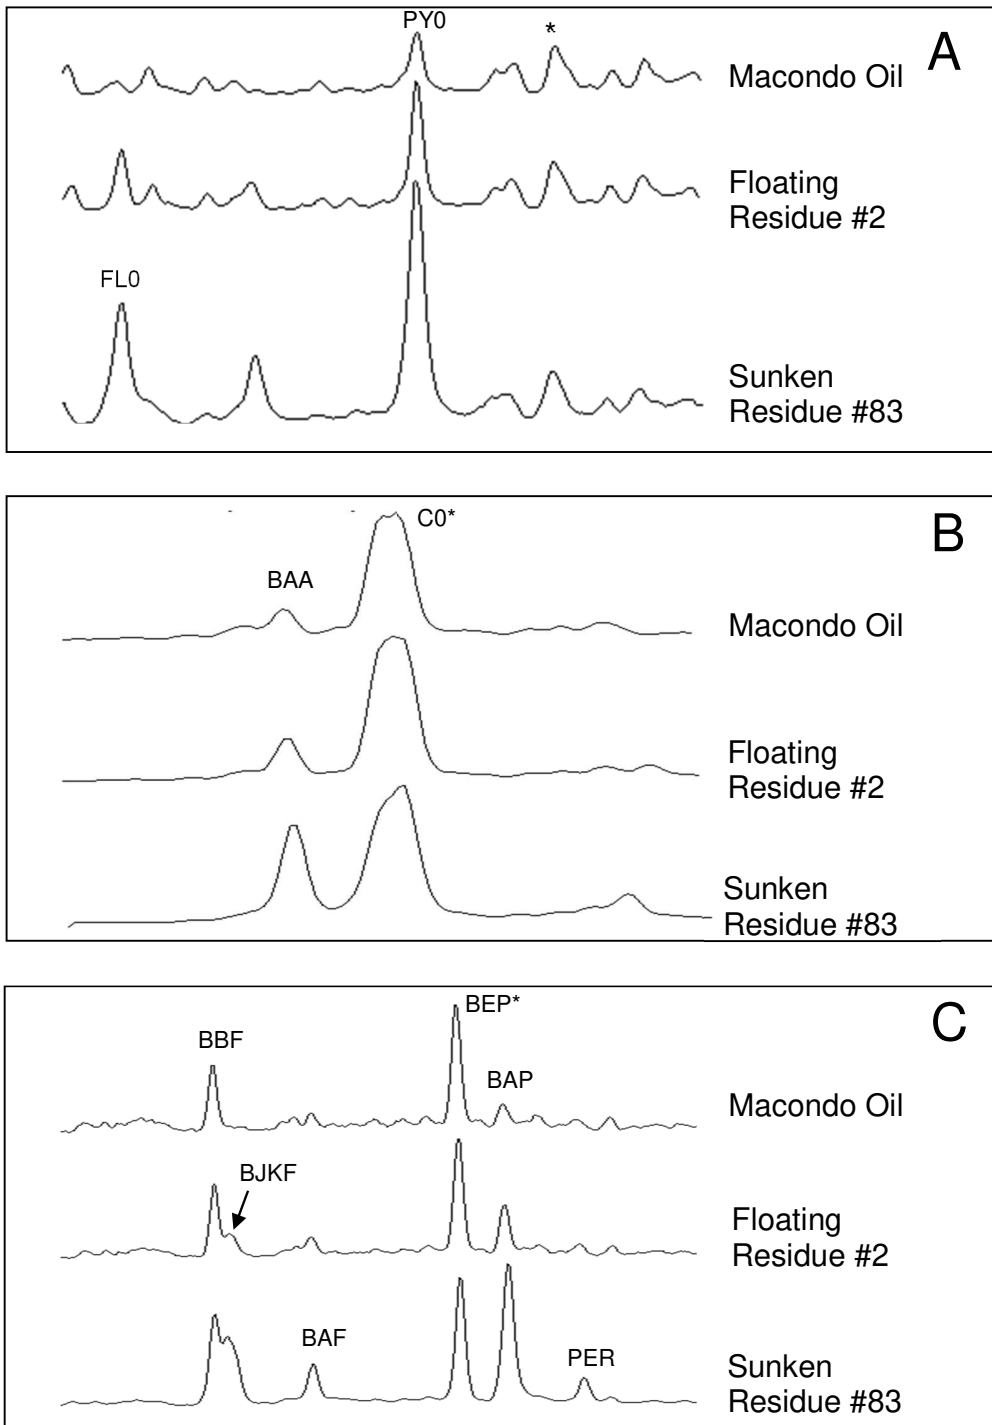 PY0
*
A
Macondo Oil
Floating
Residue #2
FL0
Sunken
Residue #83
C0*
B
BAA
Macondo Oil
Floating
Residue #2
Sunken
Residue #83
BEP*
C
BBF
BAP
Macondo Oil
BJKF
Floating
Residue #2
BAF
PER
Sunken
Residue #83